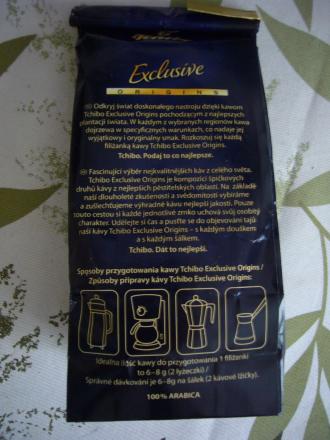 Exclusive
ORIGINS
Odkryj świat doskonałego nastroju dzięki kawom
Tchibo Exclusive Origins pochodzącym z najlepszych
plantacji świata. W każdym z wybranych regionów kawa
dojrzewa w specyficznych warunkach, co nadaje jej
wyjątkowy i oryginalny smak. Rozkoszuj się każdą
filiżanką kawy Tchibo Exclusive Origins.
Tchibo. Podaj to co najlepsze.
Fascinující výběr nejkvalitnějších káv z celého světa.
Tchibo Exclusive Origins je kompozicí špičkových
druhů kávy z nejlepších pěstitelských oblastí. Na základě
naší dlouholeté zkušenosti a svědomitosti vybíráme
a zušlechťujeme výhradně kávu nejlepší jakosti. Pouze
touto cestou si každé jednotlivé zrnko uchová svůj osobitý
charakter. Udělejte si čas a pusťte se do objevování tajů
naší kávy Tchibo Exclusive Origins – s každým douškem
a s každým šálkem.
Tchibo. Dát to nejlepší.
Sposoby przygotowania kawy Tchibo Exclusive Origins /
Způsoby přípravy kávy Tchibo Exclusive Origins:
Idealna ilość kawy do przygotowania 1 filiżanki
to 6–8 g (2 łyżeczki) /
Správné dávkování je 6–8g na šálek (2 kávové lžičky).
100% ARABICA